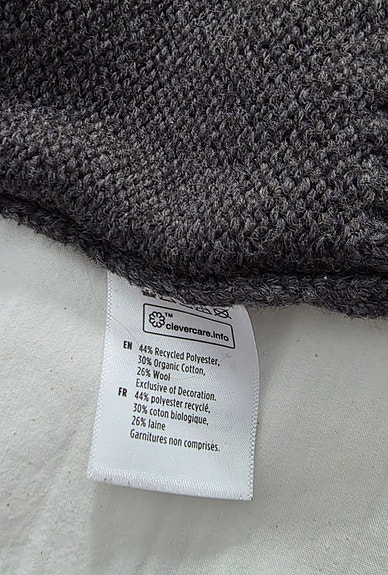 TM
clevercare.info
EN 44% Recycled Polyester,
30% Organic Cotton,
26% Wool
Exclusive of Decoration.
FR 44% polyester recyclé,
30% coton biologique,
26% laine
Garnitures non comprises.